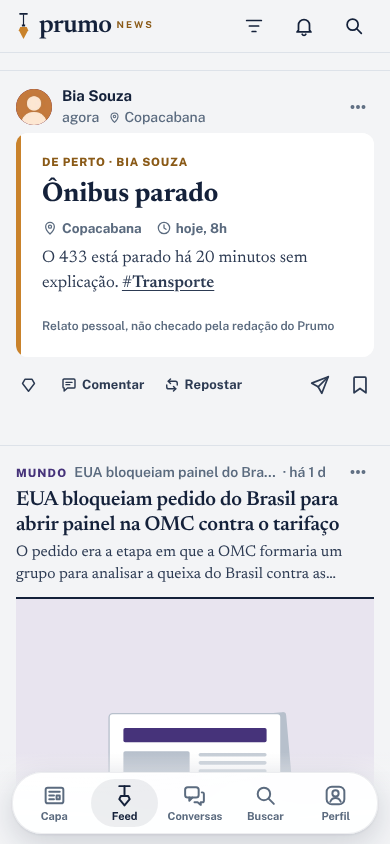 prumo NEWS
Bia Souza
agora Copacabana
DE PERTO · BIA SOUZA
Ônibus parado
Copacabana hoje, 8h
O 433 está parado há 20 minutos sem
explicação. #Transporte
Relato pessoal, não checado pela redação do Prumo
Comentar Repostar
MUNDO EUA bloqueiam painel do Bra... · há 1 d
EUA bloqueiam pedido do Brasil para
abrir painel na OMC contra o tarifaço
O pedido era a etapa em que a OMC formaria um
grupo para analisar a queixa do Brasil contra as...
Capa Feed Conversas Buscar Perfil